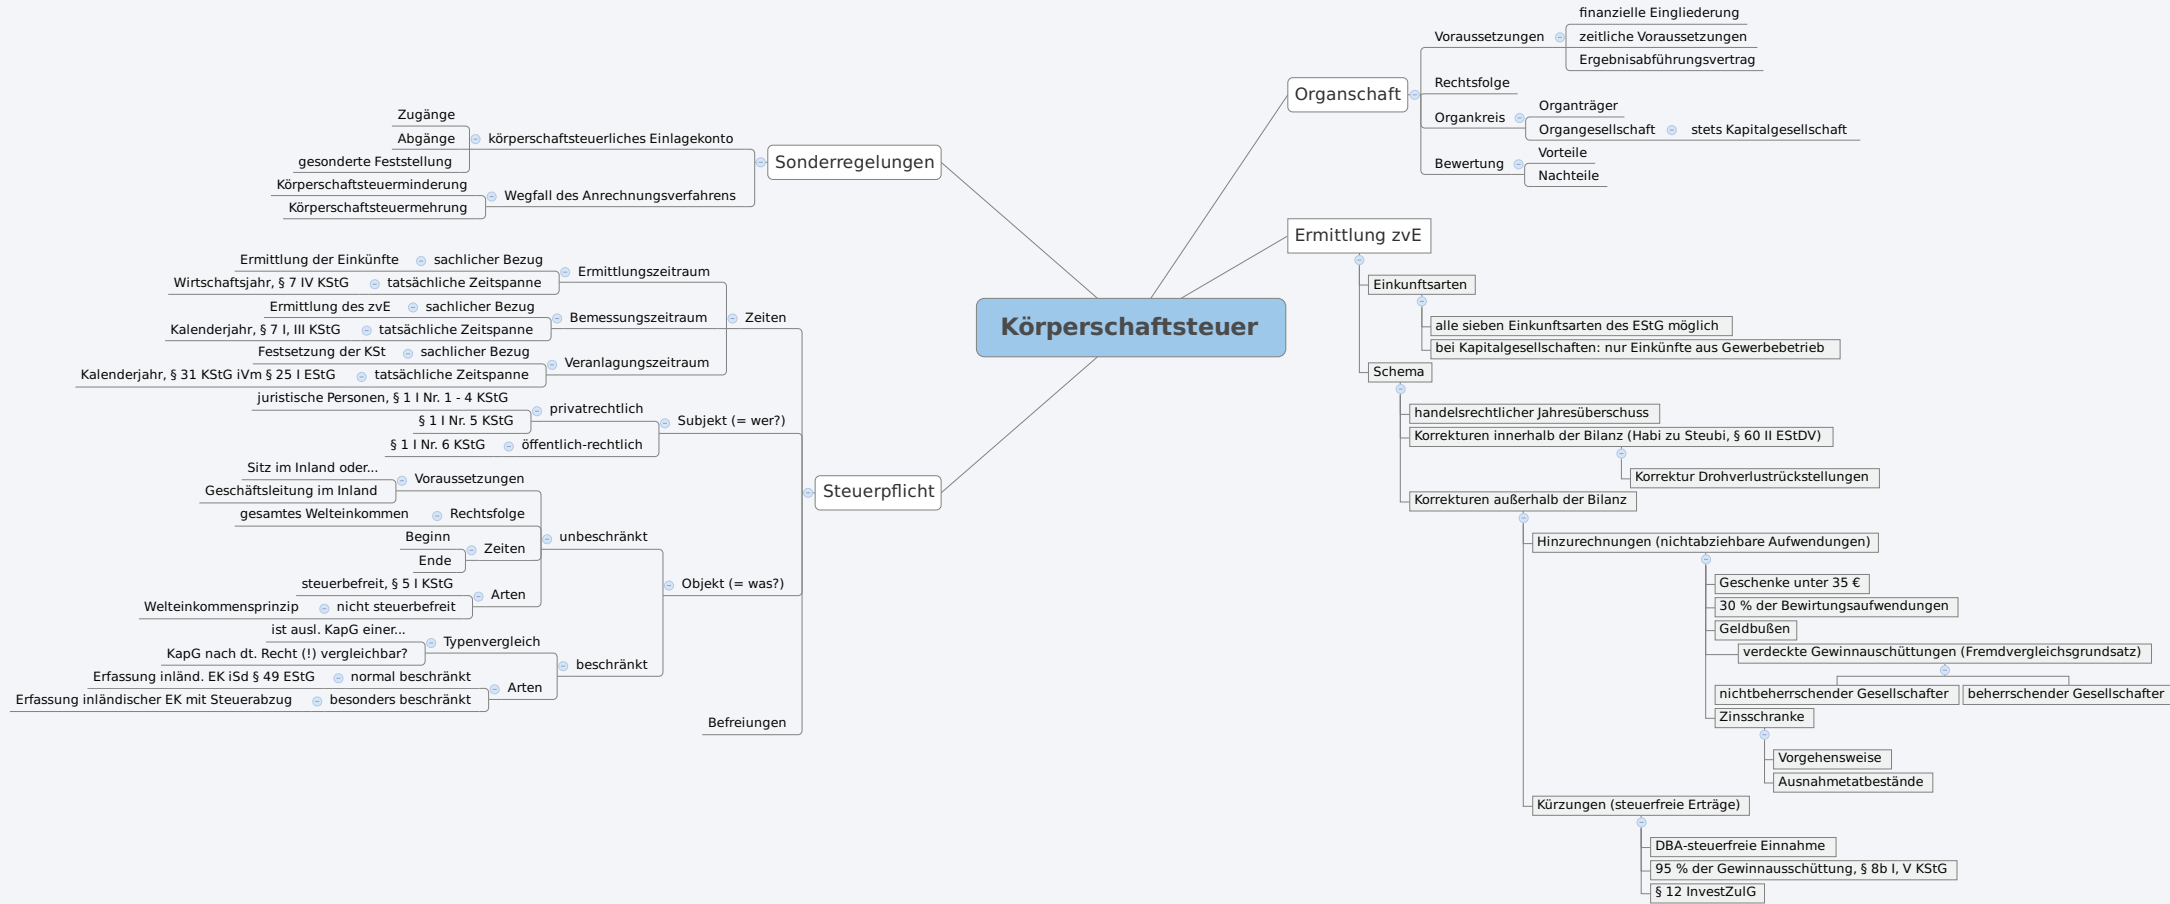 Körperschaftsteuer
Organschaft
Voraussetzungen
finanzielle Eingliederung
zeitliche Voraussetzungen
Ergebnisabführungsvertrag
Rechtsfolge
Organkreis
Organträger
Organgesellschaft
stets Kapitalgesellschaft
Bewertung
Vorteile
Nachteile
Ermittlung zvE
Einkunftsarten
alle sieben Einkunftsarten des EStG möglich
bei Kapitalgesellschaften: nur Einkünfte aus Gewerbebetrieb
Schema
handelsrechtlicher Jahresüberschuss
Korrekturen innerhalb der Bilanz (Habi zu Steubi, § 60 II EStDV)
Korrektur Drohverlustrückstellungen
Korrekturen außerhalb der Bilanz
Hinzurechnungen (nichtabziehbare Aufwendungen)
Geschenke unter 35 €
30 % der Bewirtungsaufwendungen
Geldbußen
verdeckte Gewinnauschüttungen (Fremdvergleichsgrundsatz)
nichtbeherrschender Gesellschafter
beherrschender Gesellschafter
Zinsschranke
Vorgehensweise
Ausnahmetatbestände
Kürzungen (steuerfreie Erträge)
DBA-steuerfreie Einnahme
95 % der Gewinnausschüttung, § 8b I, V KStG
§ 12 InvestZulG
Sonderregelungen
körperschaftsteuerliches Einlagekonto
Zugänge
Abgänge
gesonderte Feststellung
Wegfall des Anrechnungsverfahrens
Körperschaftsteuerminderung
Körperschaftsteuermehrung
Steuerpflicht
Zeiten
Ermittlungszeitraum
sachlicher Bezug
Ermittlung der Einkünfte
tatsächliche Zeitspanne
Wirtschaftsjahr, § 7 IV KStG
Bemessungszeitraum
sachlicher Bezug
Ermittlung des zvE
tatsächliche Zeitspanne
Kalenderjahr, § 7 I, III KStG
Veranlagungszeitraum
sachlicher Bezug
Festsetzung der KSt
tatsächliche Zeitspanne
Kalenderjahr, § 31 KStG iVm § 25 I EStG
Subjekt (= wer?)
privatrechtlich
juristische Personen, § 1 I Nr. 1 - 4 KStG
§ 1 I Nr. 5 KStG
öffentlich-rechtlich
§ 1 I Nr. 6 KStG
Objekt (= was?)
unbeschränkt
Voraussetzungen
Sitz im Inland oder...
Geschäftsleitung im Inland
Rechtsfolge
gesamtes Welteinkommen
Zeiten
Beginn
Ende
Arten
steuerbefreit, § 5 I KStG
nicht steuerbefreit
Welteinkommensprinzip
beschränkt
Typenvergleich
ist ausl. KapG einer...
KapG nach dt. Recht (!) vergleichbar?
Arten
normal beschränkt
Erfassung inländ. EK iSd § 49 EStG
besonders beschränkt
Erfassung inländischer EK mit Steuerabzug
Befreiungen